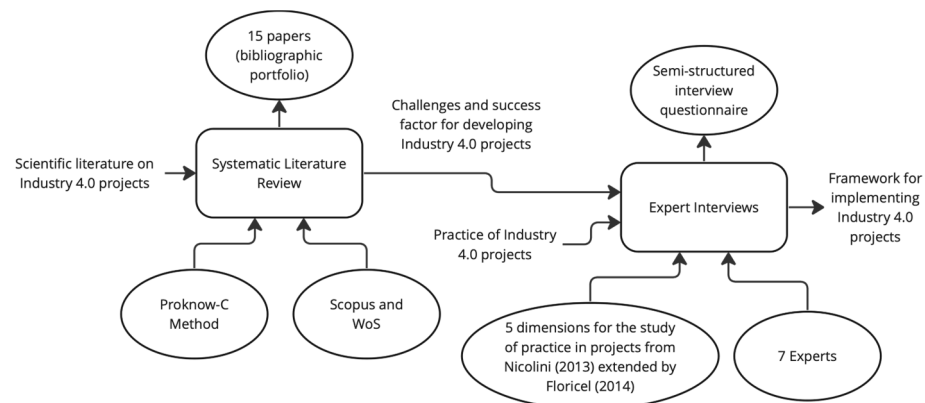 15 papers
(bibliographic
portfolio)
Semi-structured
interview
questionnaire
Challenges and success
factor for developing
Industry 4.0 projects
Scientific literature on
Industry 4.0 projects
Systematic Literature
Review
Expert Interviews
Framework for
implementing
Industry 4.0
projects
Practice of Industry
4.0 projects
Proknow-C
Method
Scopus and
WoS
5 dimensions for the study
of practice in projects from
Nicolini (2013) extended by
Floricel (2014)
7 Experts